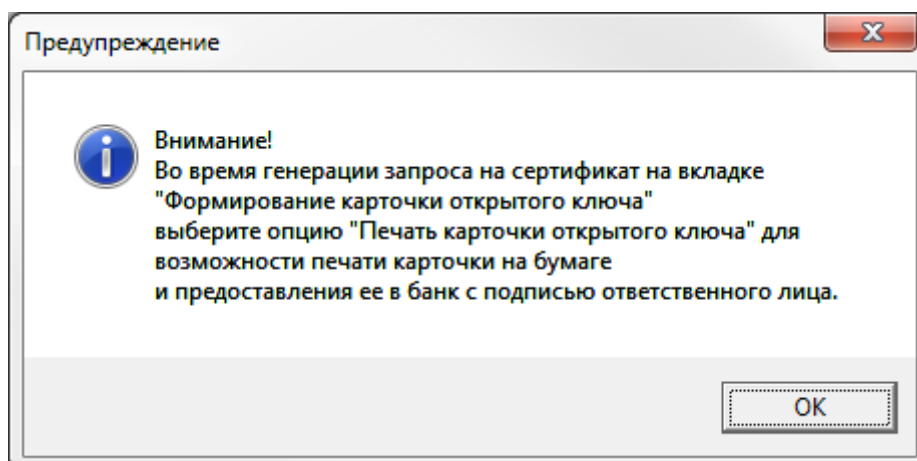 Предупреждение
Внимание!
Во время генерации запроса на сертификат на вкладке
"Формирование карточки открытого ключа"
выберите опцию "Печать карточки открытого ключа" для
возможности печати карточки на бумаге
и предоставления ее в банк с подписью ответственного лица.
OK